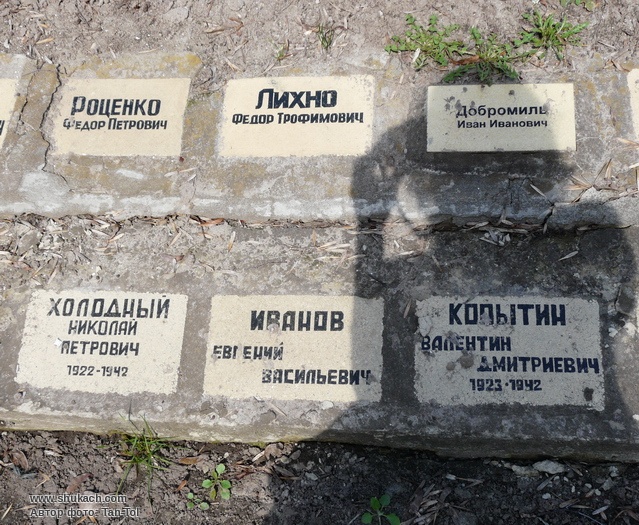 РОЦЕНКО
ФЕДОР ПЕТРОВИЧ
ЛИХНО
ФЕДОР ТРОФИМОВИЧ
Добромиль
Иван Иванович
ХОЛОДНЫЙ
НИКОЛАЙ
ПЕТРОВИЧ
1922-1942
ИВАНОВ
ЕВГЕНИЙ
ВАСИЛЬЕВИЧ
КОПЫТИН
ВАЛЕНТИН
ДМИТРИЕВИЧ
1923-1942
www.shukach.com
Автор фото: Tan-Tol